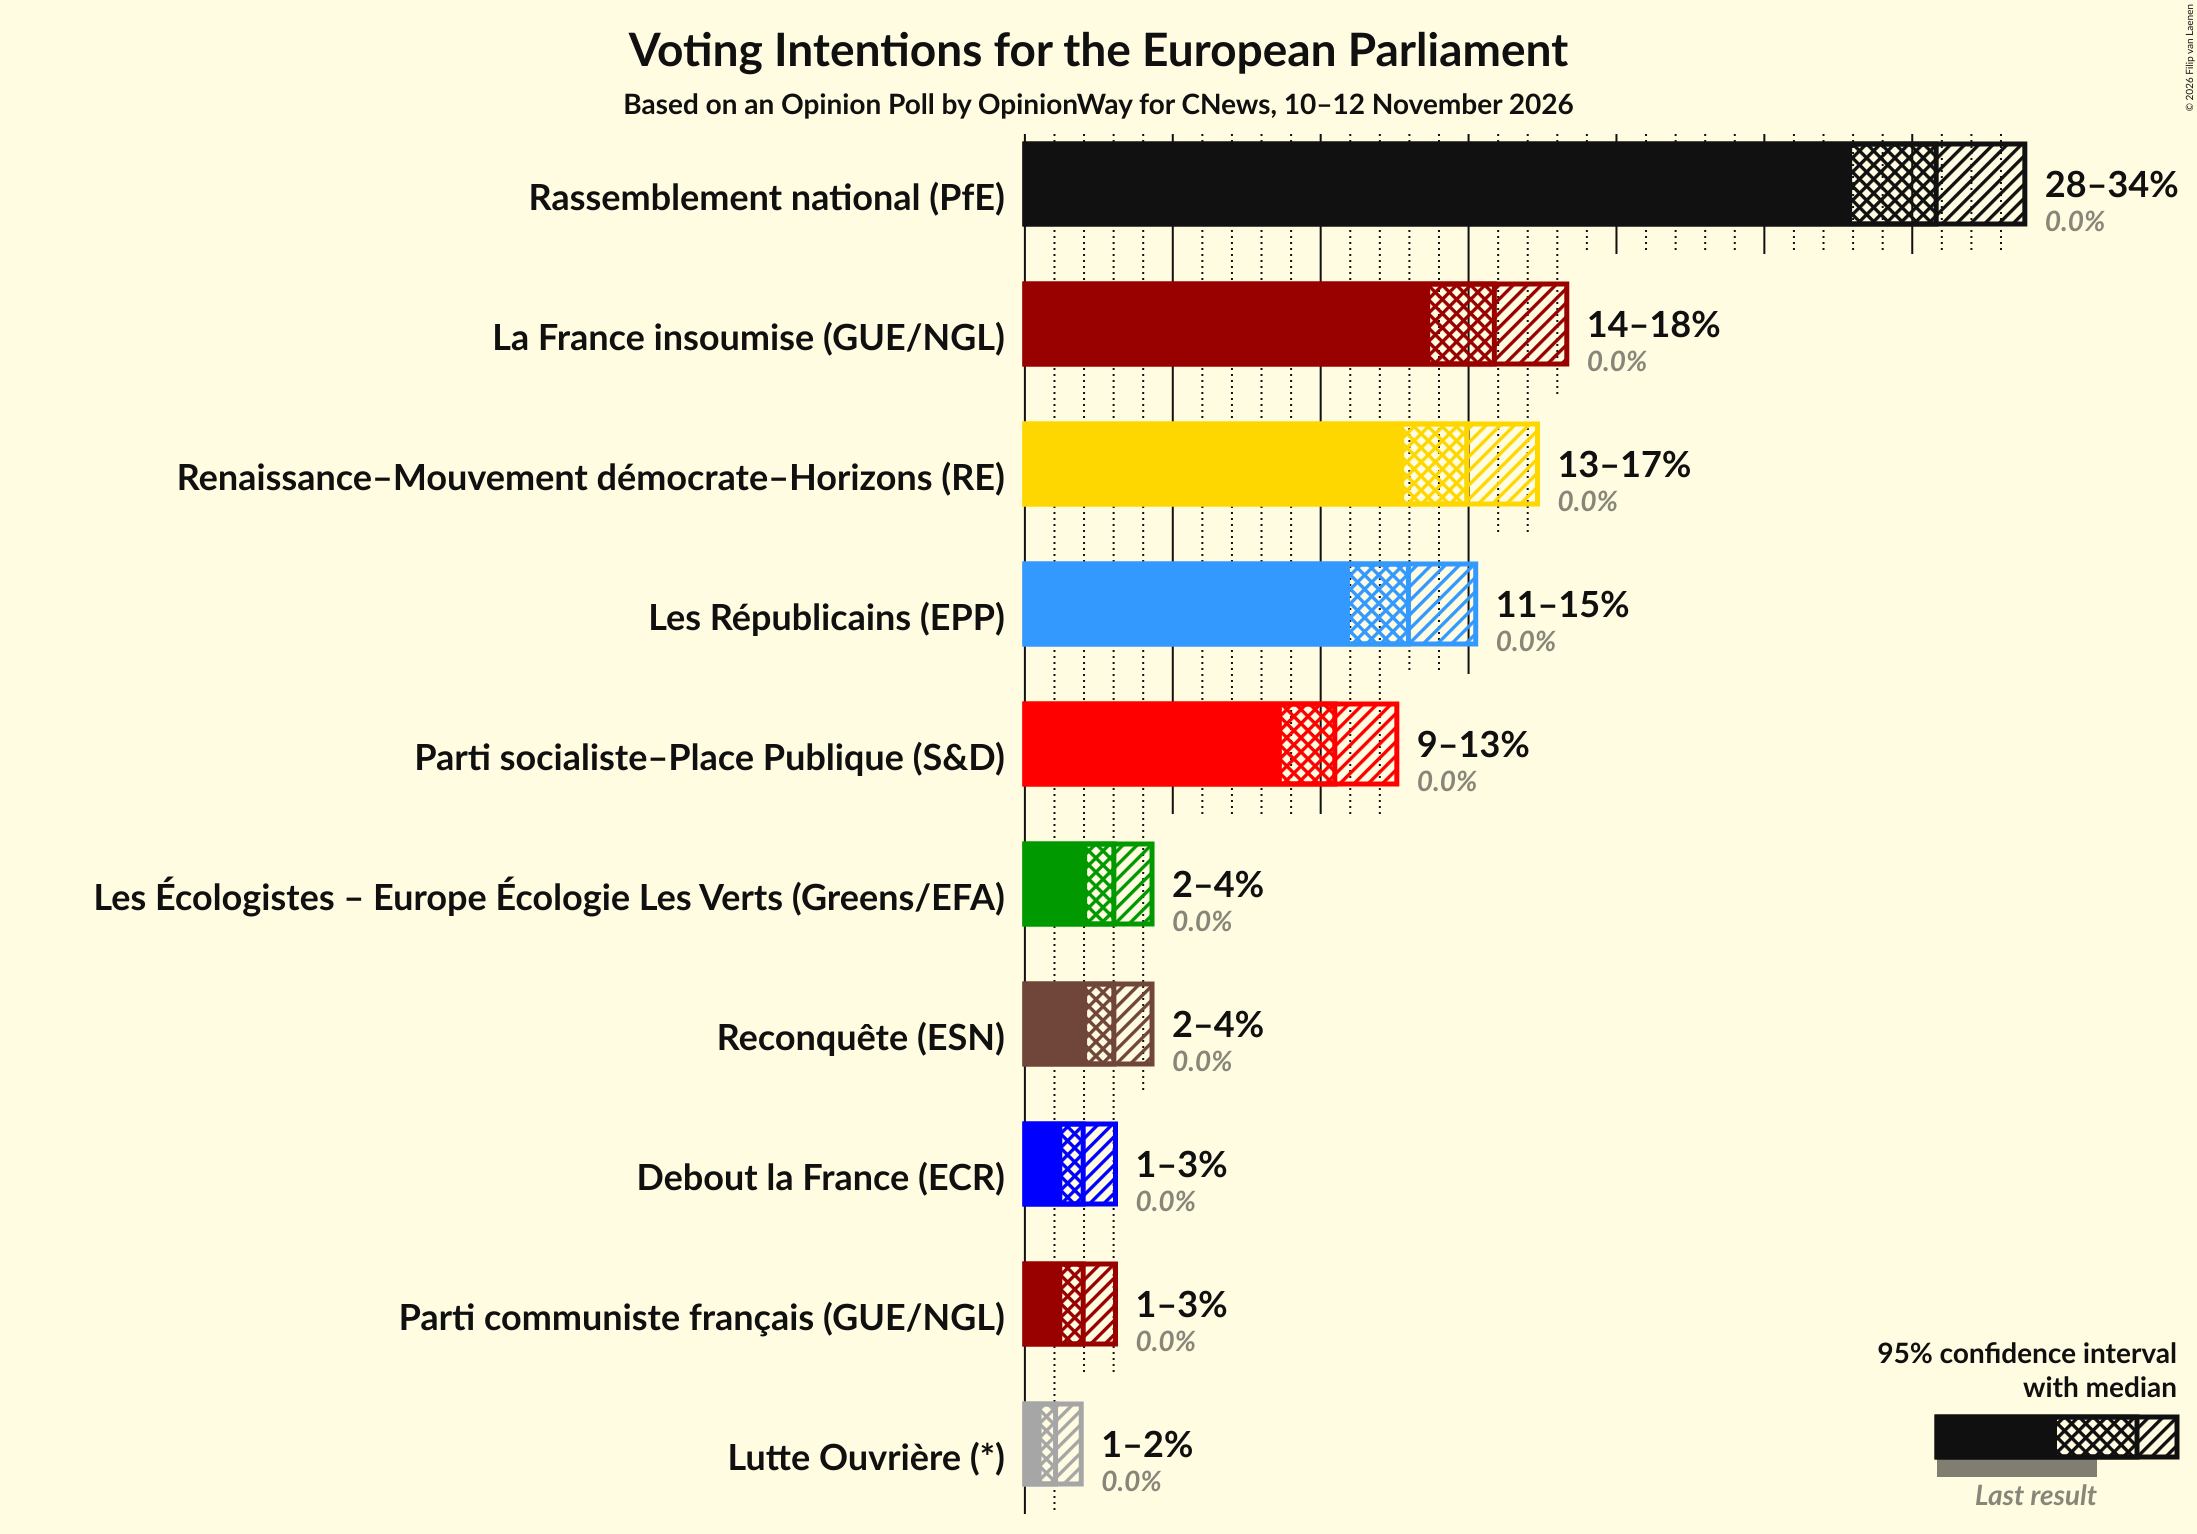 Voting Intentions for the European Parliament
Based on an Opinion Poll by OpinionWay for CNews, 10–12 November 2026
© 2026 Filip van Laenen
Rassemblement national (PfE)
28–34%
0.0%
La France insoumise (GUE/NGL)
14–18%
0.0%
Renaissance–Mouvement démocrate–Horizons (RE)
13–17%
0.0%
Les Républicains (EPP)
11–15%
0.0%
Parti socialiste–Place Publique (S&D)
9–13%
0.0%
Les Écologistes – Europe Écologie Les Verts (Greens/EFA)
2–4%
0.0%
Reconquête (ESN)
2–4%
0.0%
Debout la France (ECR)
1–3%
0.0%
Parti communiste français (GUE/NGL)
1–3%
0.0%
Lutte Ouvrière (*)
1–2%
0.0%
95% confidence interval
with median
Last result